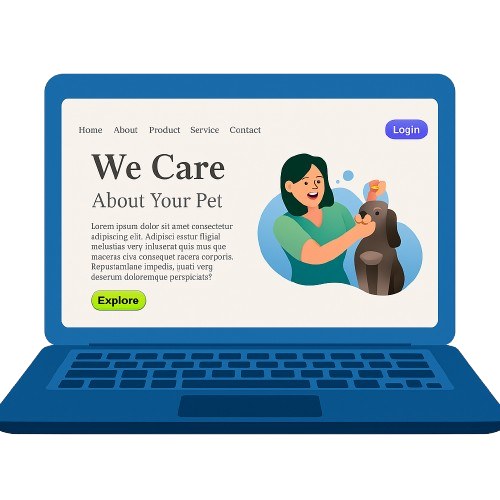 Home About Product Service Contact Login
We Care
About Your Pet
Lorem ipsum dolor sit amet consectetur
adipiscing elit. Adipisci esstur fligial
melustias very inluserat quis mus que
maceras civa consequet racera corporis.
Repustamlane impedis, quati verq
deserum doloremque perspiciats?
Explore